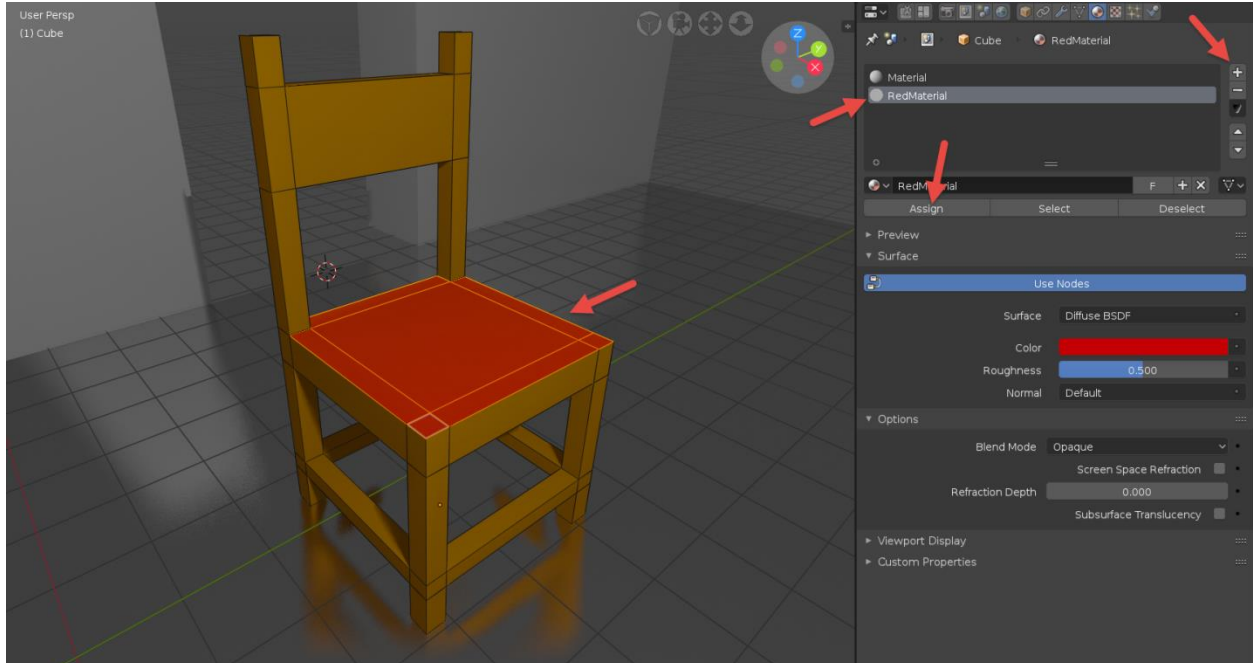 User Persp
(1) Cube
Z
Y
X
Cube
RedMaterial
Material
RedMaterial
RedMaterial
F
Assign Select Deselect
Preview
Surface
Use Nodes
Surface Diffuse BSDF
Color
Roughness 0.500
Normal Default
Options
Blend Mode Opaque
Screen Space Refraction
Refraction Depth 0.000
Subsurface Translucency
Viewport Display
Custom Properties